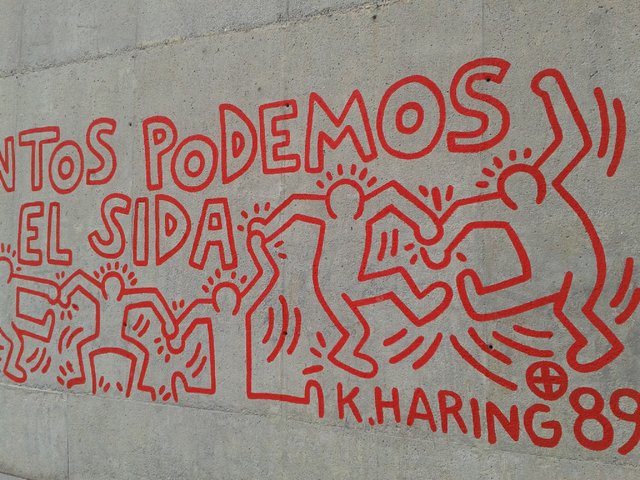 NTOS PODEMOS
EL SIDA
K.HARING 89